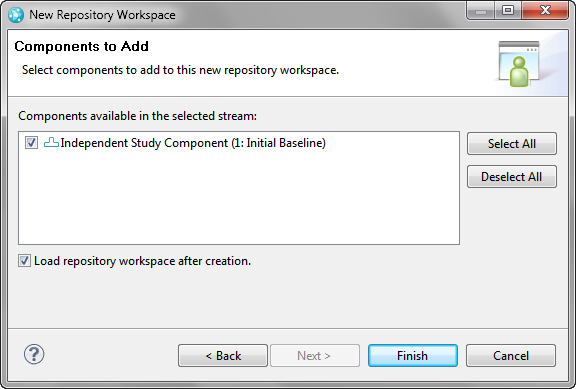 New Repository Workspace
Components to Add
Select components to add to this new repository workspace.
Components available in the selected stream:
Independent Study Component (1: Initial Baseline)
Select All
Deselect All
Load repository workspace after creation.
?
< Back
Next >
Finish
Cancel